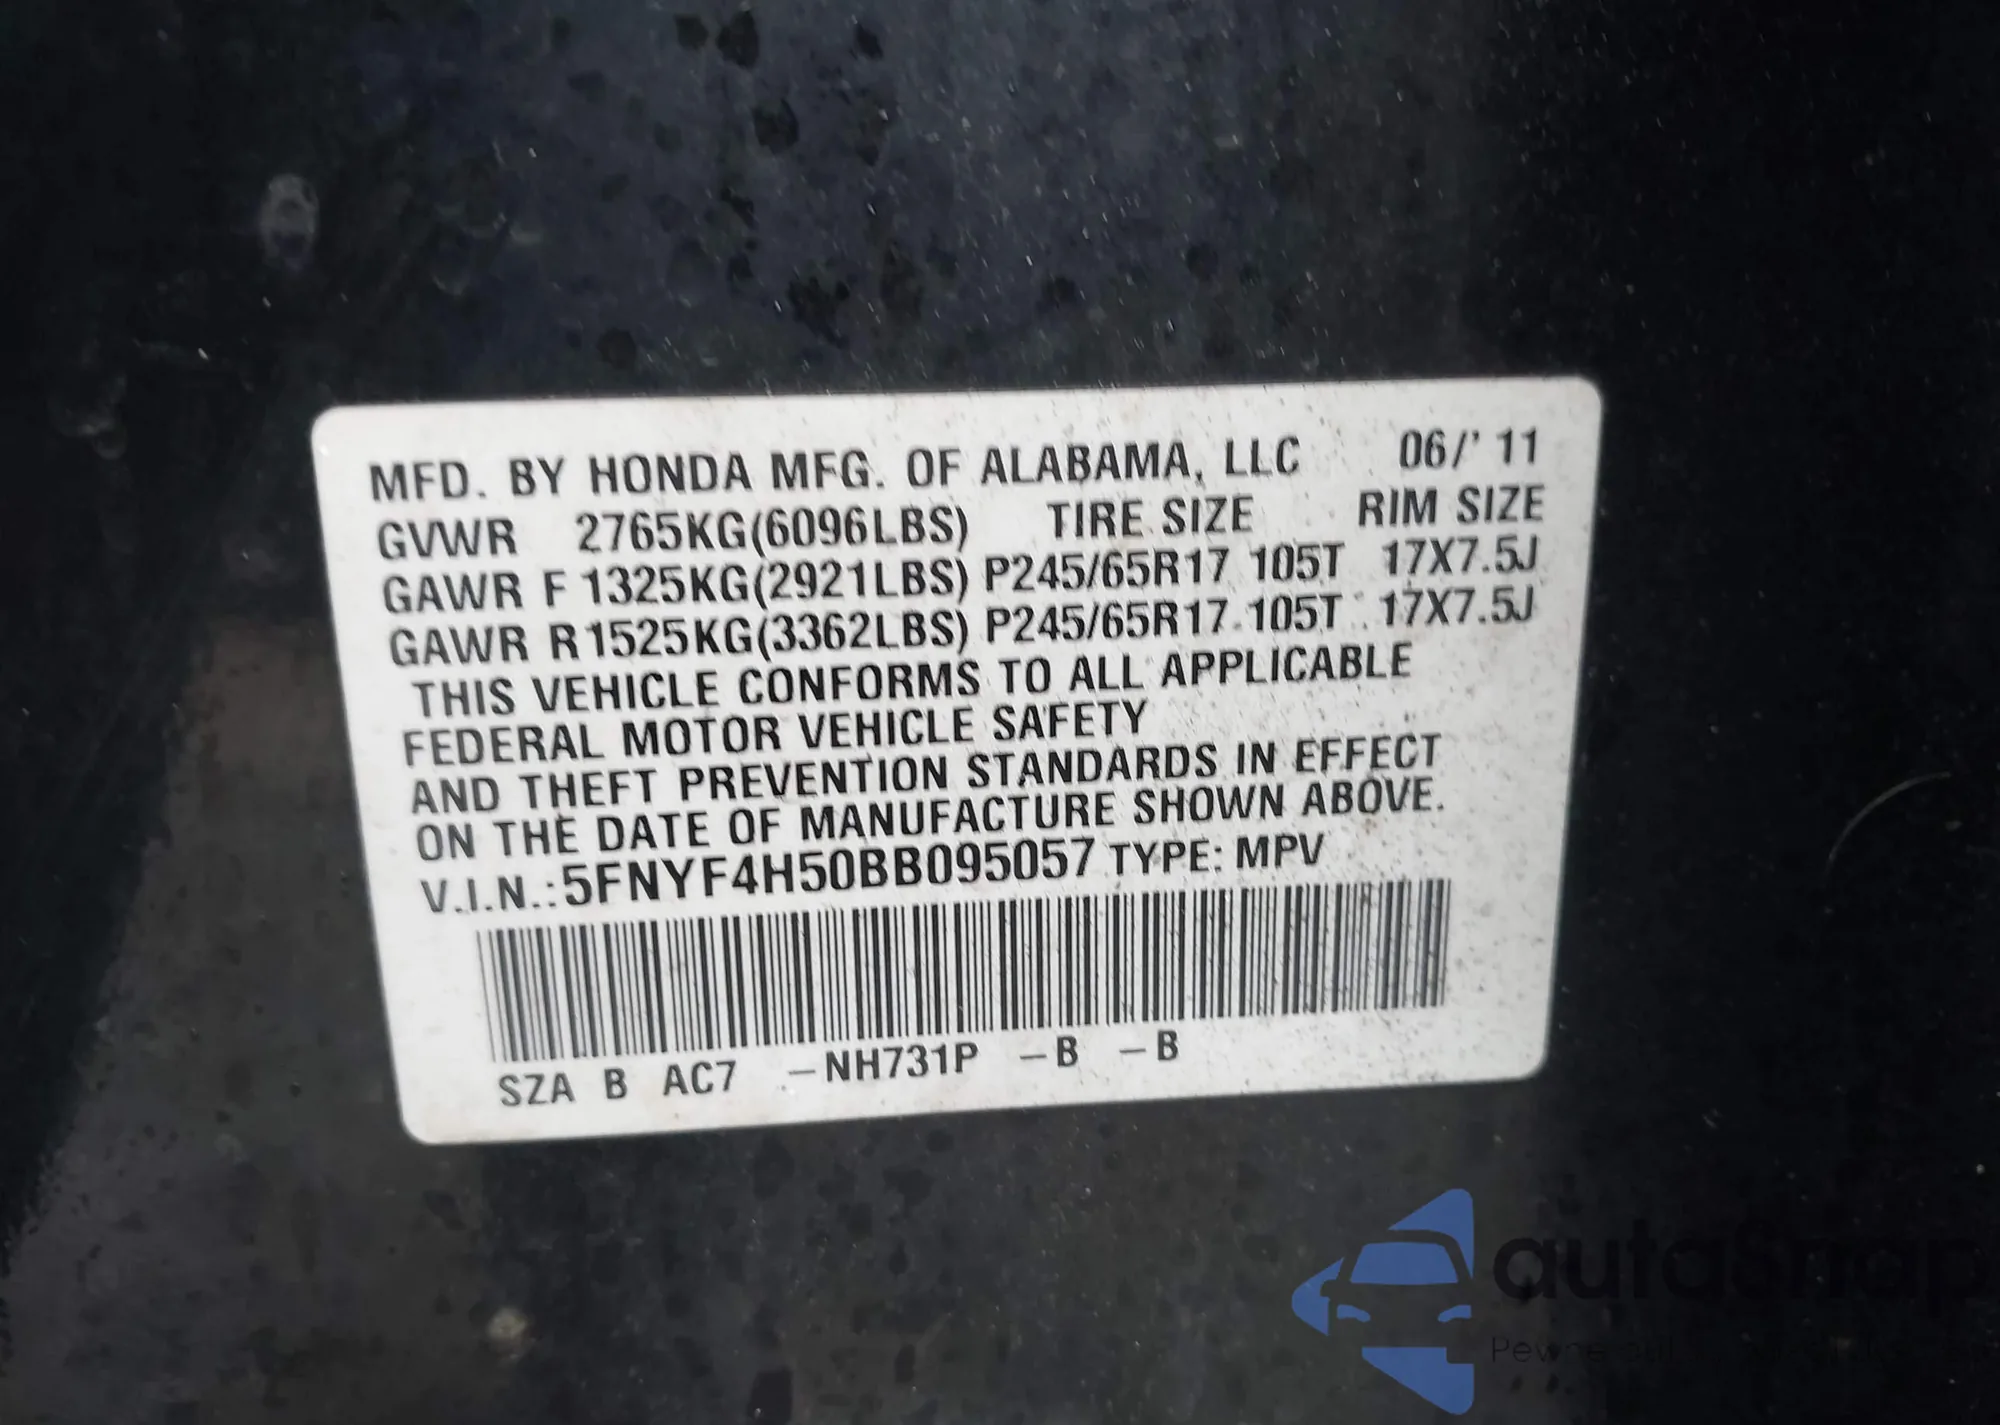 MFD. BY HONDA MFG. OF ALABAMA, LLC 06/' 11
GVWR 2765KG(6096LBS) TIRE SIZE RIM SIZE
GAWR F 1325KG(2921LBS) P245/65R17 105T 17X7.5J
GAWR R 1525KG(3362LBS) P245/65R17 105T 17X7.5J
THIS VEHICLE CONFORMS TO ALL APPLICABLE
FEDERAL MOTOR VEHICLE SAFETY
AND THEFT PREVENTION STANDARDS IN EFFECT
ON THE DATE OF MANUFACTURE SHOWN ABOVE.
V.I.N.: 5FNYF4H50BB095057 TYPE: MPV
SZA B AC7 -NH731P -B -B
autaSnap